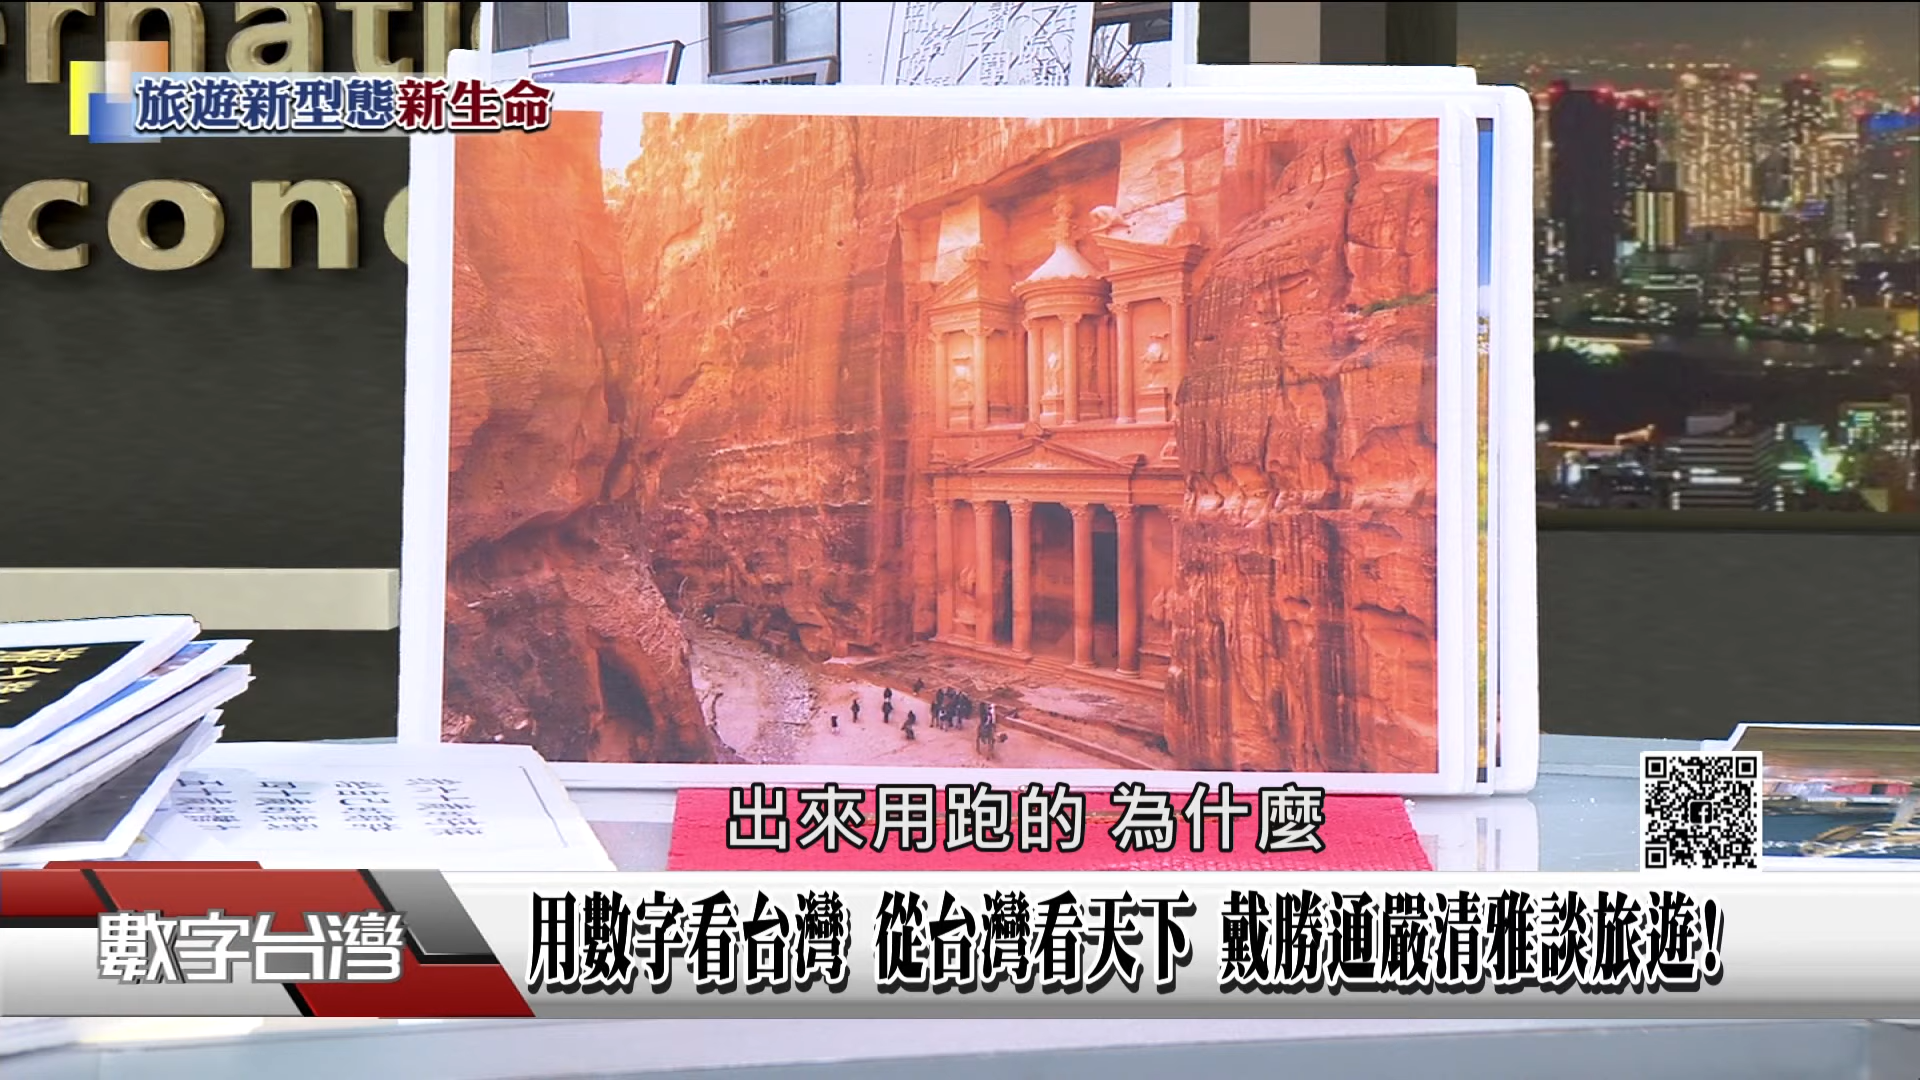 ernati
旅遊新型態新生命
econo
出來用跑的 為什麼
數字台灣
用數字看台灣 從台灣看天下 戴勝通嚴清雅談旅遊!